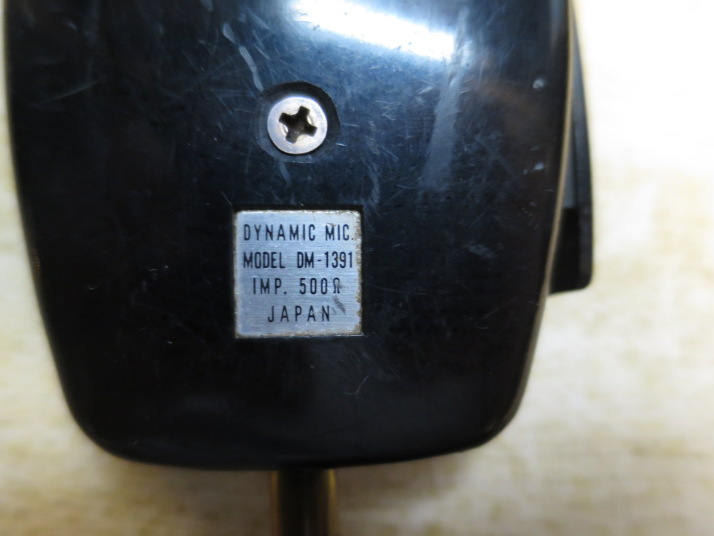 DYNAMIC MIC.
MODEL DM-1391
IMP. 500Ω
JAPAN